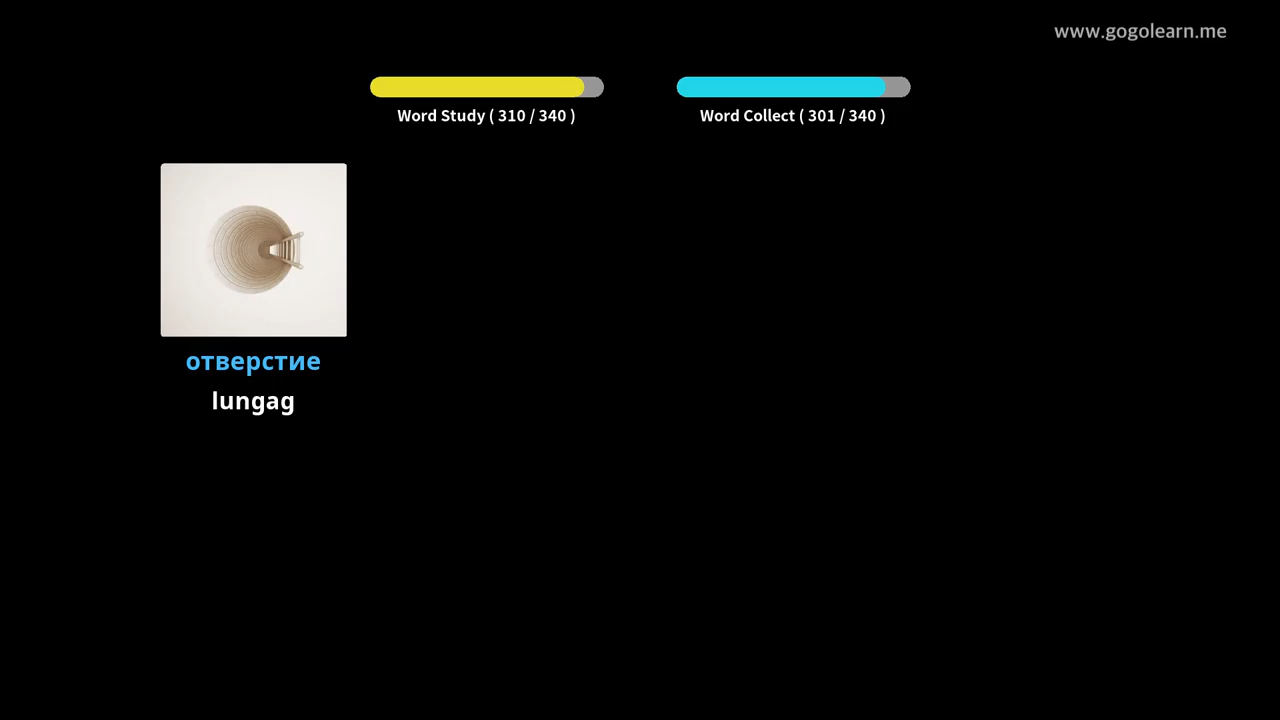 www.gogolearn.me
Word Study ( 310 / 340 )
Word Collect ( 301 / 340 )
отверстие
lungag